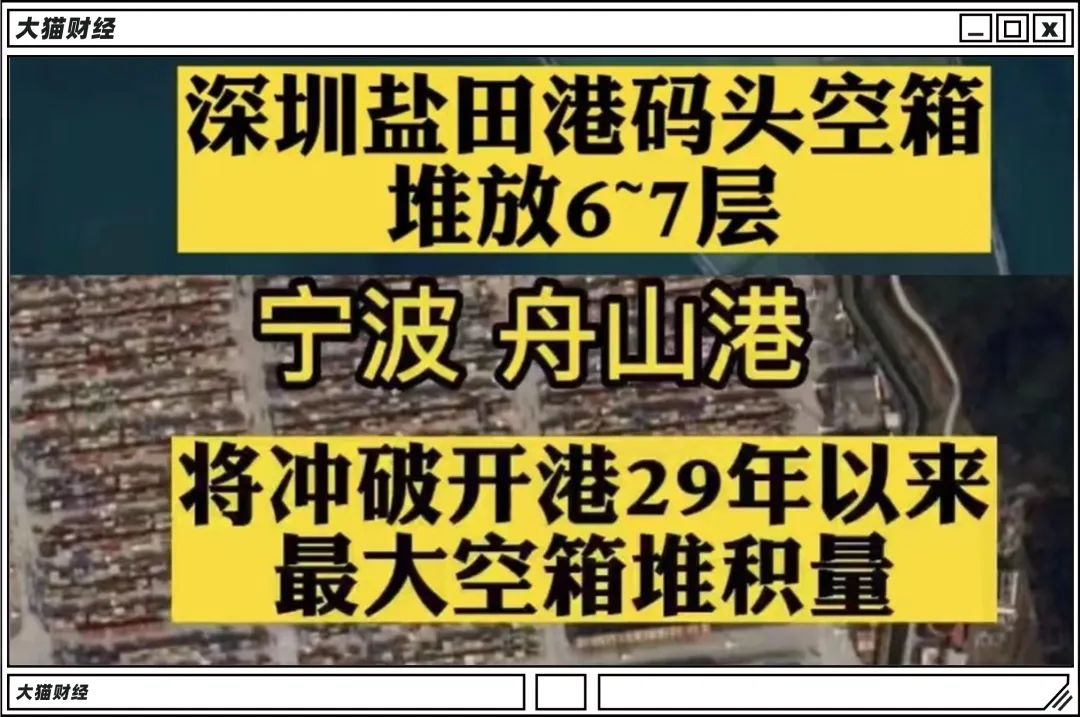 大猫财经
深圳盐田港码头空箱
堆放6~7层
宁波 舟山港
将冲破开港29年以来
最大空箱堆积量
大猫财经